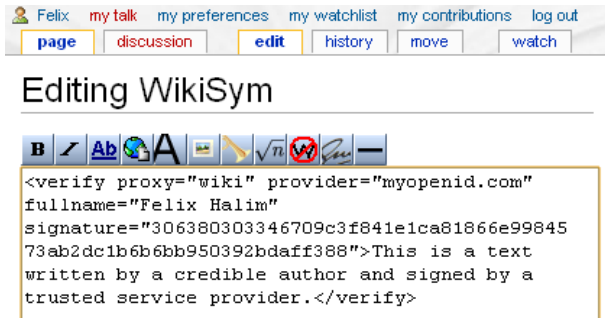 Felix my talk my preferences my watchlist my contributions log out
page discussion edit history move watch
Editing WikiSym
B I Ab A √n W
<verify proxy="wiki" provider="myopenid.com"
fullname="Felix Halim"
signature="306380303346709c3f841e1ca81866e99845
73ab2dc1b6b6bb950392bdaff388">This is a text
written by a credible author and signed by a
trusted service provider.</verify>